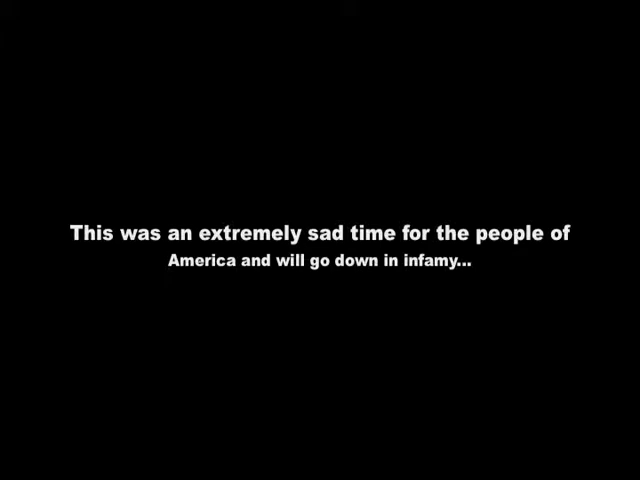 This was an extremely sad time for the people of
America and will go down in infamy...